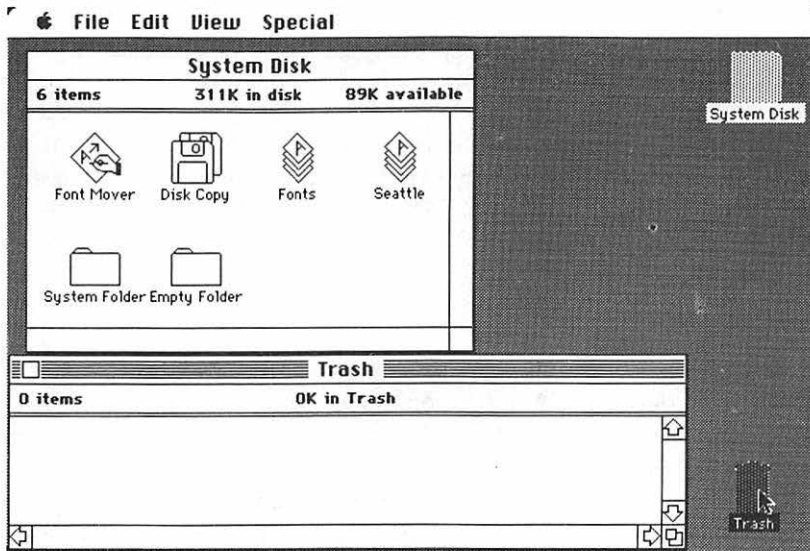 File Edit View Special
System Disk
6 items 311K in disk 89K available
System Disk
Font Mover Disk Copy Fonts Seattle
System Folder Empty Folder
Trash
0 items 0K in Trash
Trash